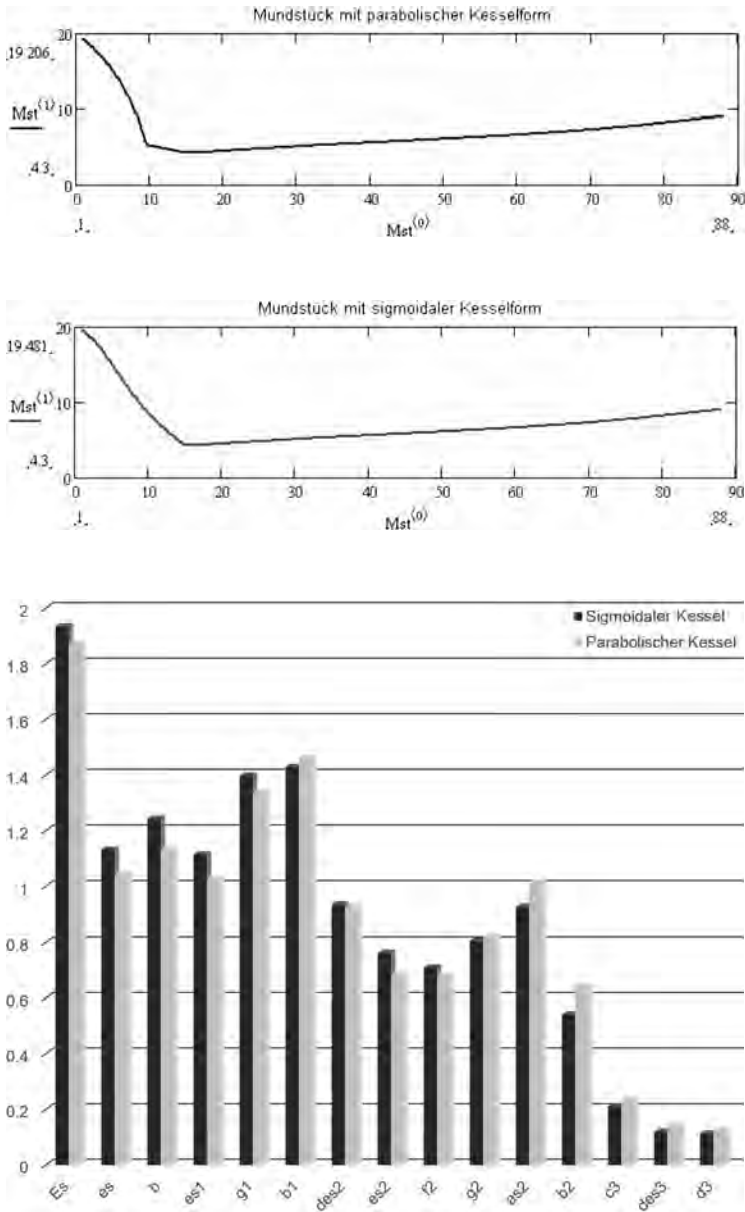 Mundstück mit parabolischer Kesselform
20
19.206
Mst⟨1⟩
10
4.3
0
0 10 20 30 40 50 60 70 80 90
1 Mst⟨0⟩ 88
Mundstück mit sigmoidaler Kesselform
20
19.481
Mst⟨1⟩
10
4.3
0
0 10 20 30 40 50 60 70 80 90
1 Mst⟨0⟩ 88
2
Sigmoidaler Kessel
Parabolischer Kessel
1.8
1.6
1.4
1.2
1
0.8
0.6
0.4
0.2
0
Es es b es1 g1 b1 des2 es2 f2 g2 as2 b2 c3 des3 d3